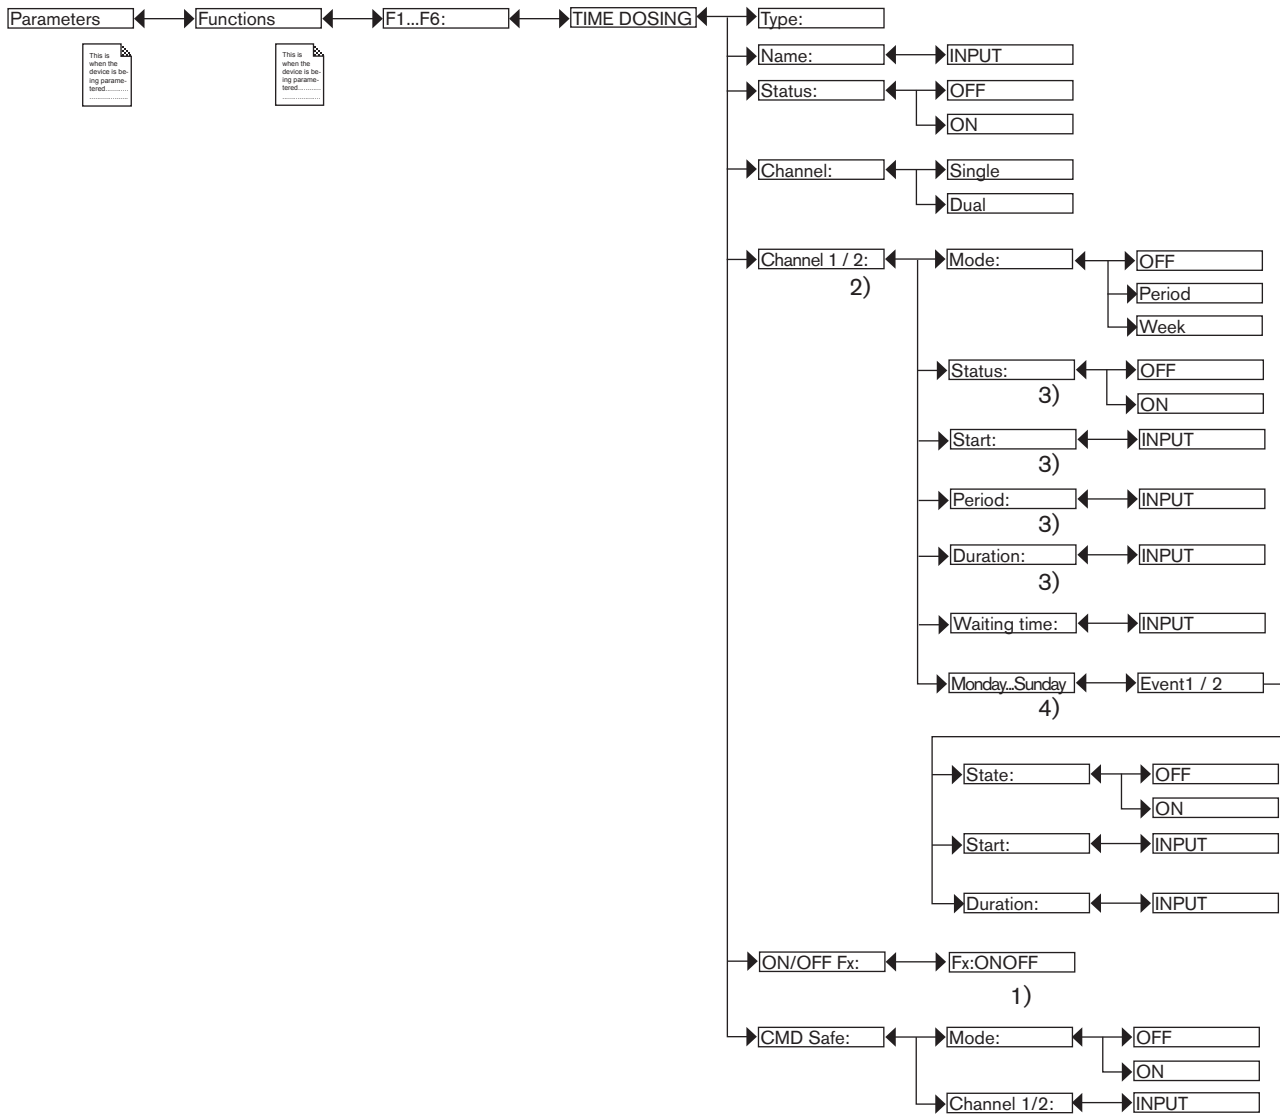 Parameters Functions F1...F6: TIME DOSING Type:
This is
when the
device is be-
ing parame-
tered............
.....................
This is
when the
device is be-
ing parame-
tered............
.....................
Name: INPUT
Status: OFF
ON
Channel: Single
Dual
Channel 1 / 2: Mode: OFF
2)
Period
Week
Status: OFF
3)
ON
Start: INPUT
3)
Period: INPUT
3)
Duration: INPUT
3)
Waiting time: INPUT
Monday...Sunday Event1 / 2
4)
State: OFF
ON
Start: INPUT
Duration: INPUT
ON/OFF Fx: Fx:ONOFF
1)
CMD Safe: Mode: OFF
ON
Channel 1/2: INPUT